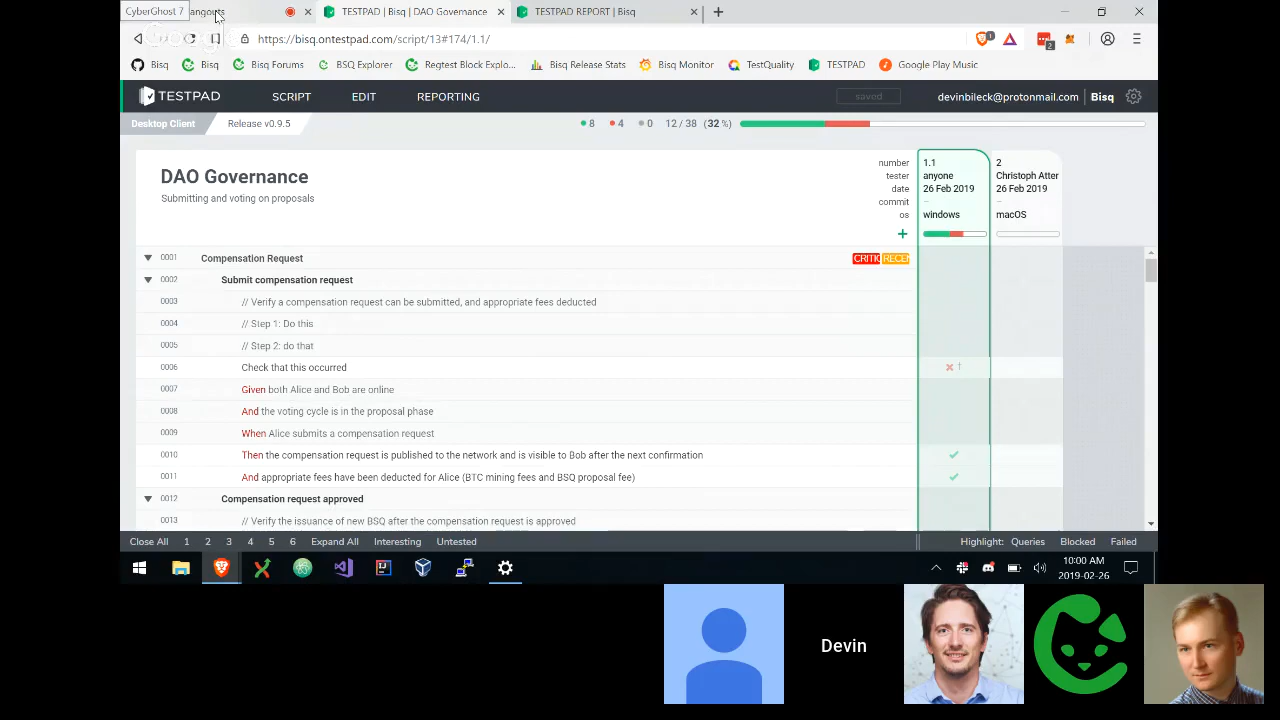 CyberGhost 7 angouts
TESTPAD | Bisq | DAO Governance
TESTPAD REPORT | Bisq
Google
https://bisq.ontestpad.com/script/13#174/1.1/
1
2
Bisq
Bisq
Bisq Forums
BSQ Explorer
Regtest Block Explo...
Bisq Release Stats
Bisq Monitor
TestQuality
TESTPAD
Google Play Music
TESTPAD
SCRIPT
EDIT
REPORTING
saved
devinbileck@protonmail.com
Bisq
Desktop Client
Release v0.9.5
8 4 0 12 / 38 (32 %)
DAO Governance
Submitting and voting on proposals
number 1.1 2
tester anyone Christoph Atter
date 26 Feb 2019 26 Feb 2019
commit – –
os windows macOS
+
0001 Compensation Request CRITIC RECEN
0002 Submit compensation request
0003 // Verify a compensation request can be submitted, and appropriate fees deducted
0004 // Step 1: Do this
0005 // Step 2: do that
0006 Check that this occurred
0007 Given both Alice and Bob are online
0008 And the voting cycle is in the proposal phase
0009 When Alice submits a compensation request
0010 Then the compensation request is published to the network and is visible to Bob after the next confirmation
0011 And appropriate fees have been deducted for Alice (BTC mining fees and BSQ proposal fee)
0012 Compensation request approved
0013 // Verify the issuance of new BSQ after the compensation request is approved
Close All 1 2 3 4 5 6 Expand All Interesting Untested Highlight: Queries Blocked Failed
10:00 AM
2019-02-26
Devin